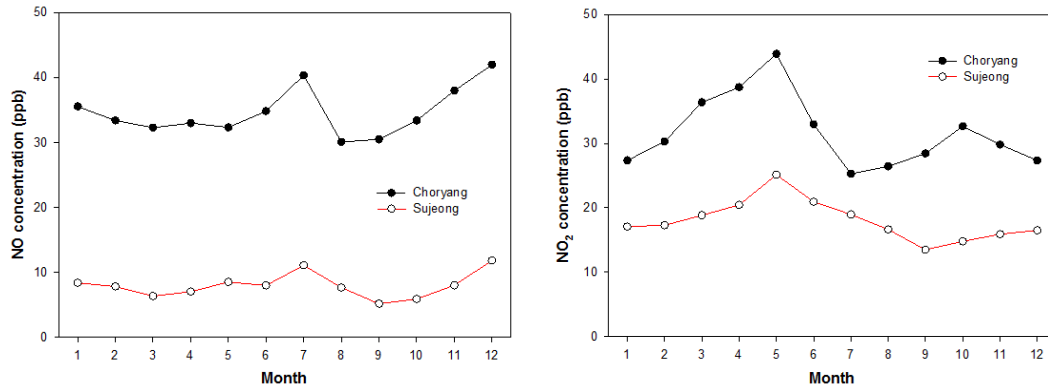 50
40
30
20
10
0
NO concentration (ppb)
Choryang
Sujeong
1 2 3 4 5 6 7 8 9 10 11 12
Month
50
40
30
20
10
0
NO₂ concentration (ppb)
Choryang
Sujeong
1 2 3 4 5 6 7 8 9 10 11 12
Month